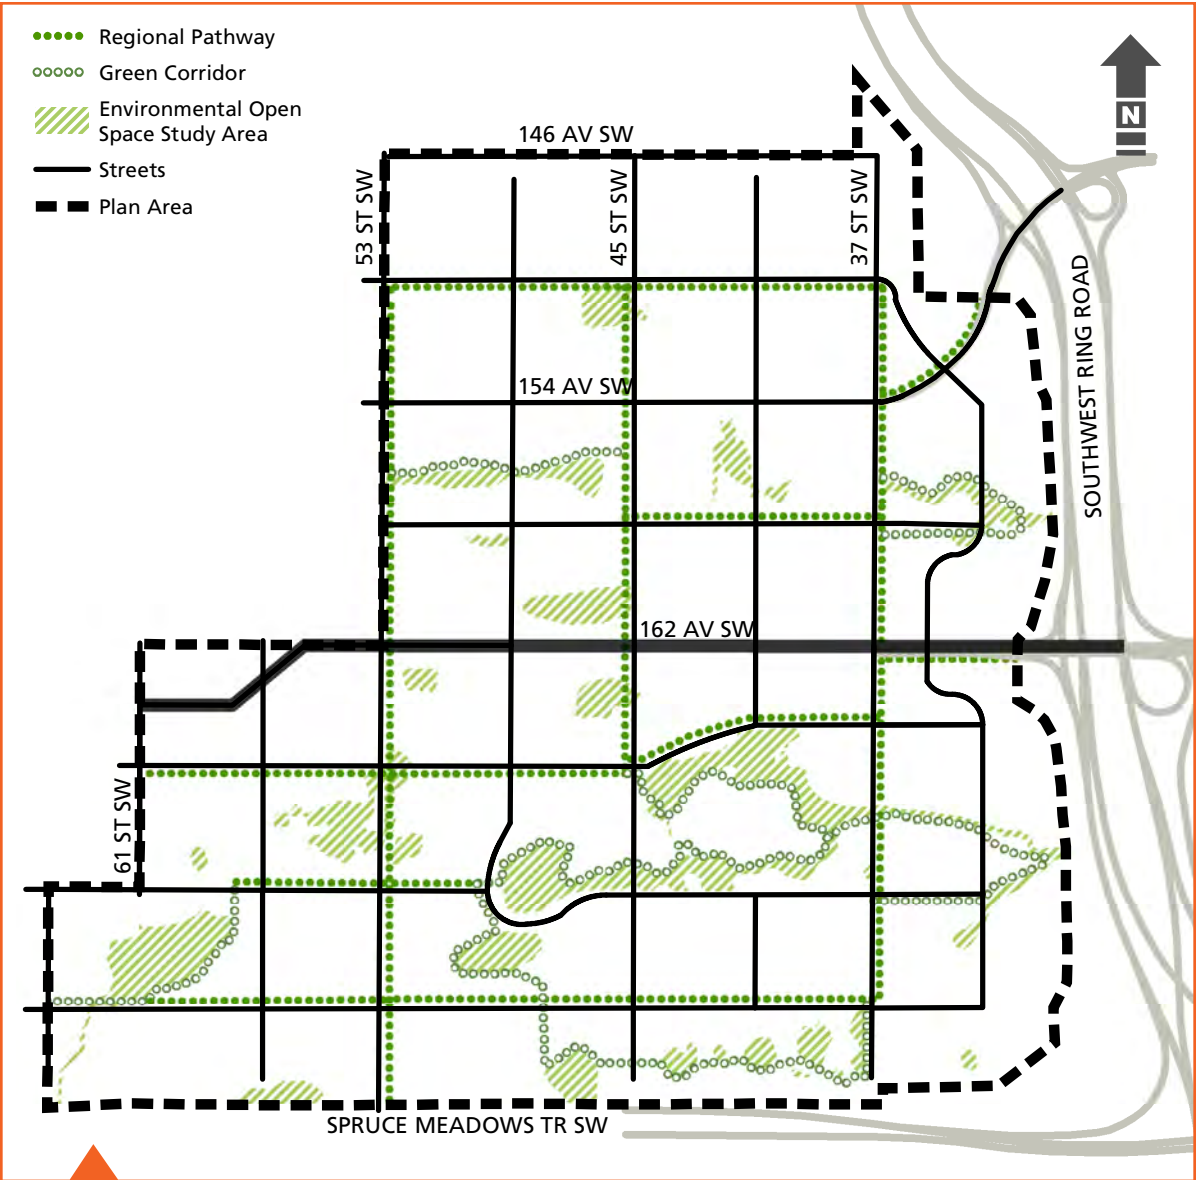 Regional Pathway
Green Corridor
Environmental Open
Space Study Area
Streets
Plan Area
N
146 AV SW
53 ST SW
45 ST SW
37 ST SW
SOUTHWEST RING ROAD
154 AV SW
162 AV SW
61 ST SW
SPRUCE MEADOWS TR SW